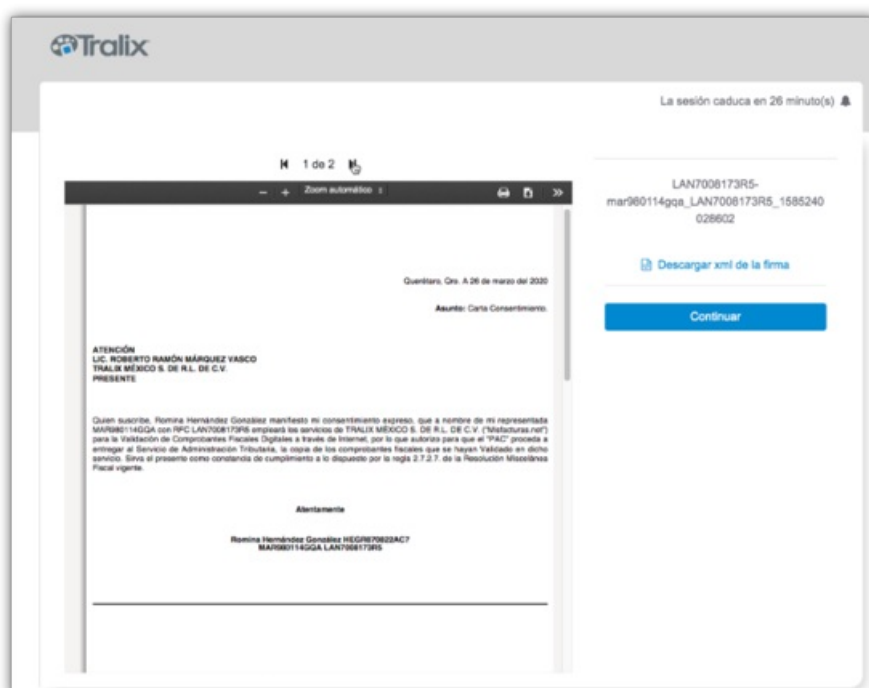 Tralix
La sesión caduca en 26 minuto(s)
1 de 2
Zoom automático
LAN7008173R5-
mar980114gqa_LAN7008173R5_1585240
028602
Descargar xml de la firma
Continuar
Querétaro, Qro. A 26 de marzo del 2020
Asunto: Carta Consentimiento.
ATENCIÓN
LIC. ROBERTO RAMÓN MÁRQUEZ VASCO
TRALIX MÉXICO S. DE R.L. DE C.V.
PRESENTE
Quien suscribe, Romina Hernández González manifiesto mi consentimiento expreso, que a nombre de mi representada
MAR980114GQA con RFC LAN7008173R5 empleará los servicios de TRALIX MÉXICO S. DE R.L. DE C.V. ("Misfacturas.net")
para la Validación de Comprobantes Fiscales Digitales a través de Internet, por lo que autoriza para que el "PAC" proceda a
entregar al Servicio de Administración Tributaria, la copia de los comprobantes fiscales que se hayan Validado en dicho
servicio. Sirva el presente como constancia de cumplimiento a lo dispuesto por la regla 2.7.2.7. de la Resolución Miscelánea
Fiscal vigente.
Atentamente
Romina Hernández González HEGR870822AC7
MAR980114GQA LAN7008173R5